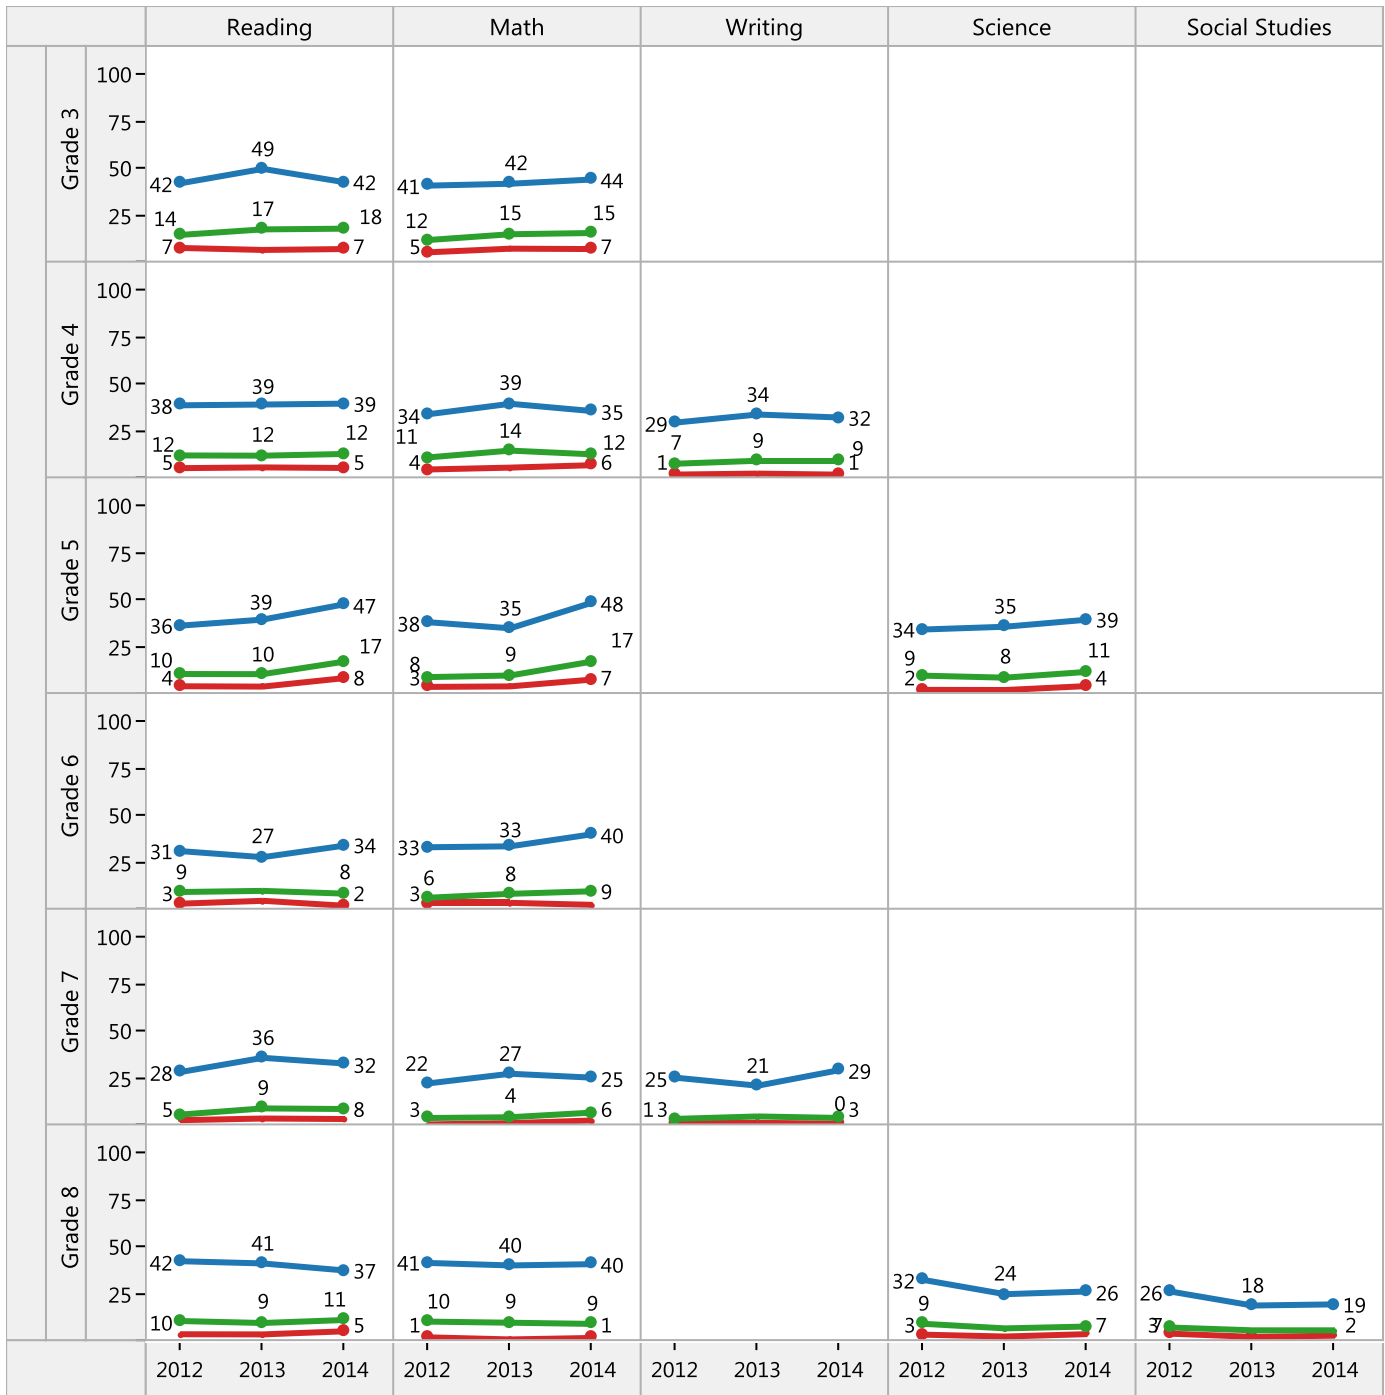 Reading Math Writing Science Social Studies
Grade 3
100
75
50
25
42 49 42
14 17 18
7 7
41 42 44
12 15 15
5 7
Grade 4
100
75
50
25
38 39 39
12 12 12
5 5
34 39 35
11 14 12
4 6
29 34 32
7 9 9
1 1
Grade 5
100
75
50
25
36 39 47
10 10 17
4 8
38 35 48
8 9 17
3 7
34 35 39
9 8 11
2 4
Grade 6
100
75
50
25
31 27 34
9 8
3 2
33 33 40
6 8 9
3
Grade 7
100
75
50
25
28 36 32
5 9 8
22 27 25
3 4 6
25 21 29
1 3 0 3
Grade 8
100
75
50
25
42 41 37
10 9 11
5
41 40 40
10 9 9
1 1
32 24 26
9 7
3
26 18 19
3 7 2
2012 2013 2014 2012 2013 2014 2012 2013 2014 2012 2013 2014 2012 2013 2014